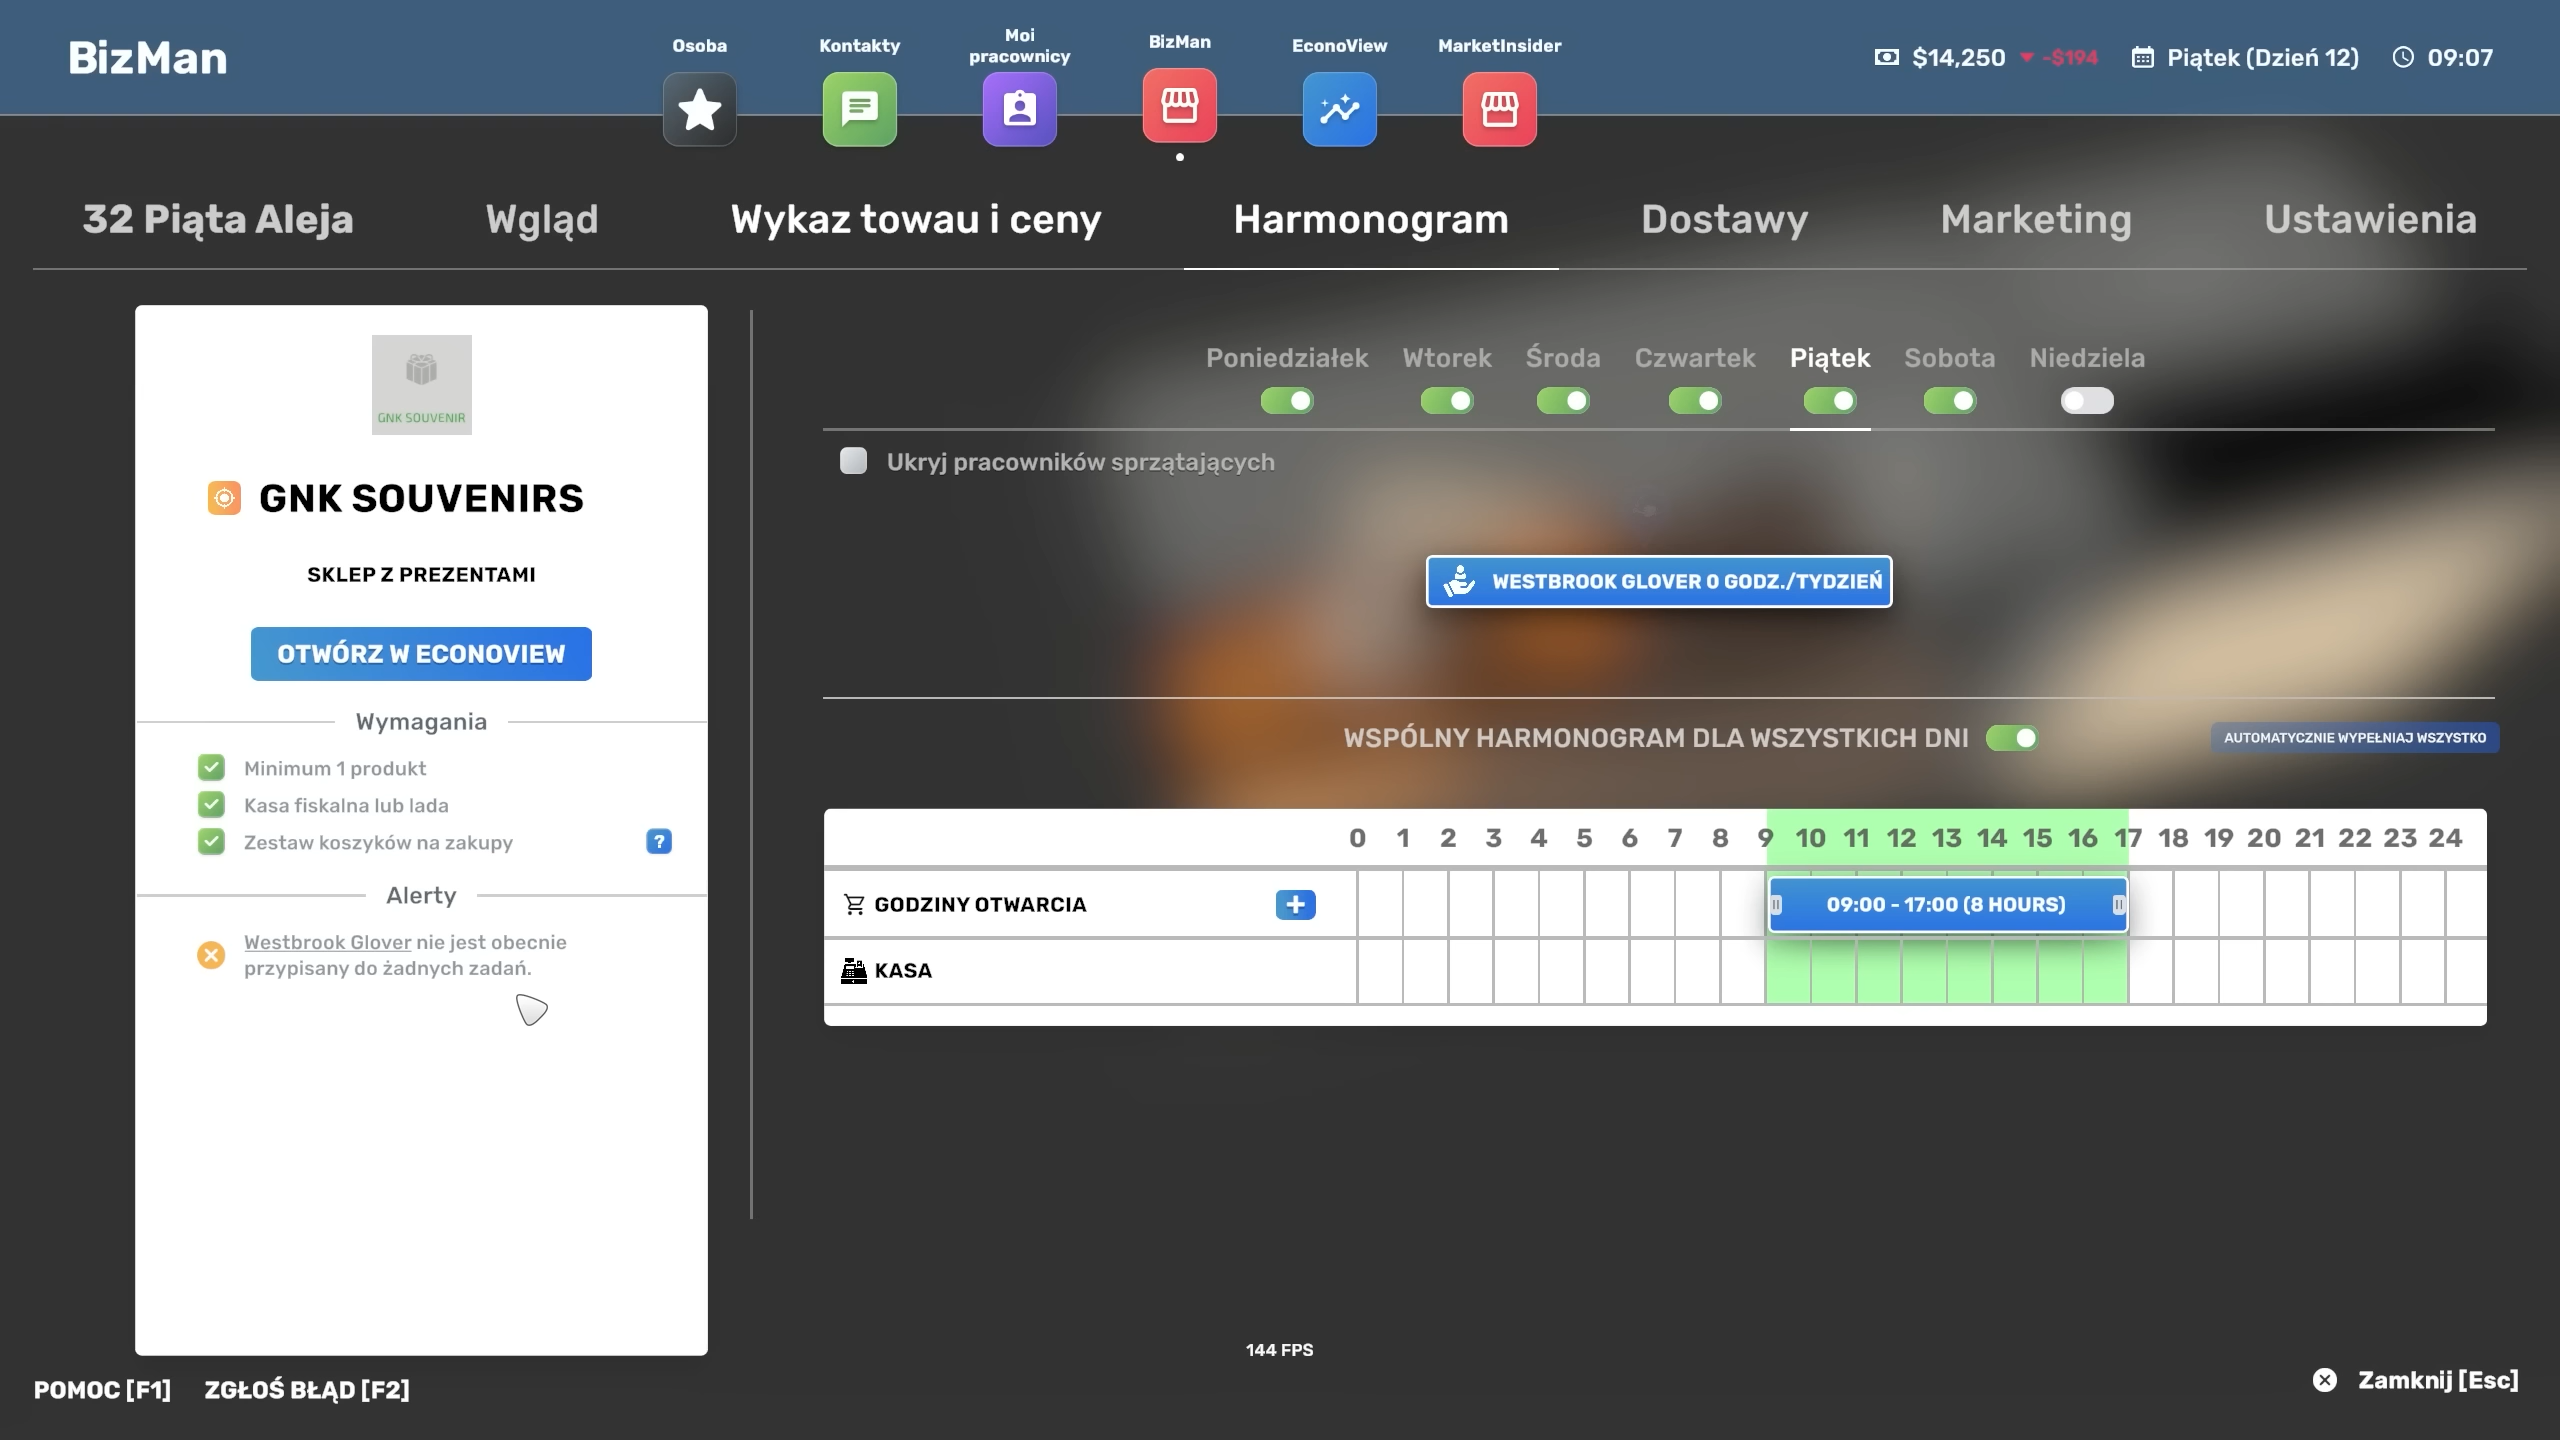 BizMan
Osoba
Kontakty
Moi
pracownicy
BizMan
EconoView
MarketInsider
$14,250
-$194
Piątek (Dzień 12)
09:07
32 Piąta Aleja
Wgląd
Wykaz towau i ceny
Harmonogram
Dostawy
Marketing
Ustawienia
GNK SOUVENIR
GNK SOUVENIRS
SKLEP Z PREZENTAMI
OTWÓRZ W ECONOVIEW
Wymagania
Minimum 1 produkt
Kasa fiskalna lub lada
Zestaw koszyków na zakupy
?
Alerty
Westbrook Glover nie jest obecnie
przypisany do żadnych zadań.
Poniedziałek
Wtorek
Środa
Czwartek
Piątek
Sobota
Niedziela
Ukryj pracowników sprzątających
WESTBROOK GLOVER 0 GODZ./TYDZIEŃ
WSPÓLNY HARMONOGRAM DLA WSZYSTKICH DNI
AUTOMATYCZNIE WYPEŁNIAJ WSZYSTKO
0 1 2 3 4 5 6 7 8 9 10 11 12 13 14 15 16 17 18 19 20 21 22 23 24
GODZINY OTWARCIA
09:00 - 17:00 (8 HOURS)
KASA
144 FPS
POMOC [F1]
ZGŁOŚ BŁĄD [F2]
Zamknij [Esc]